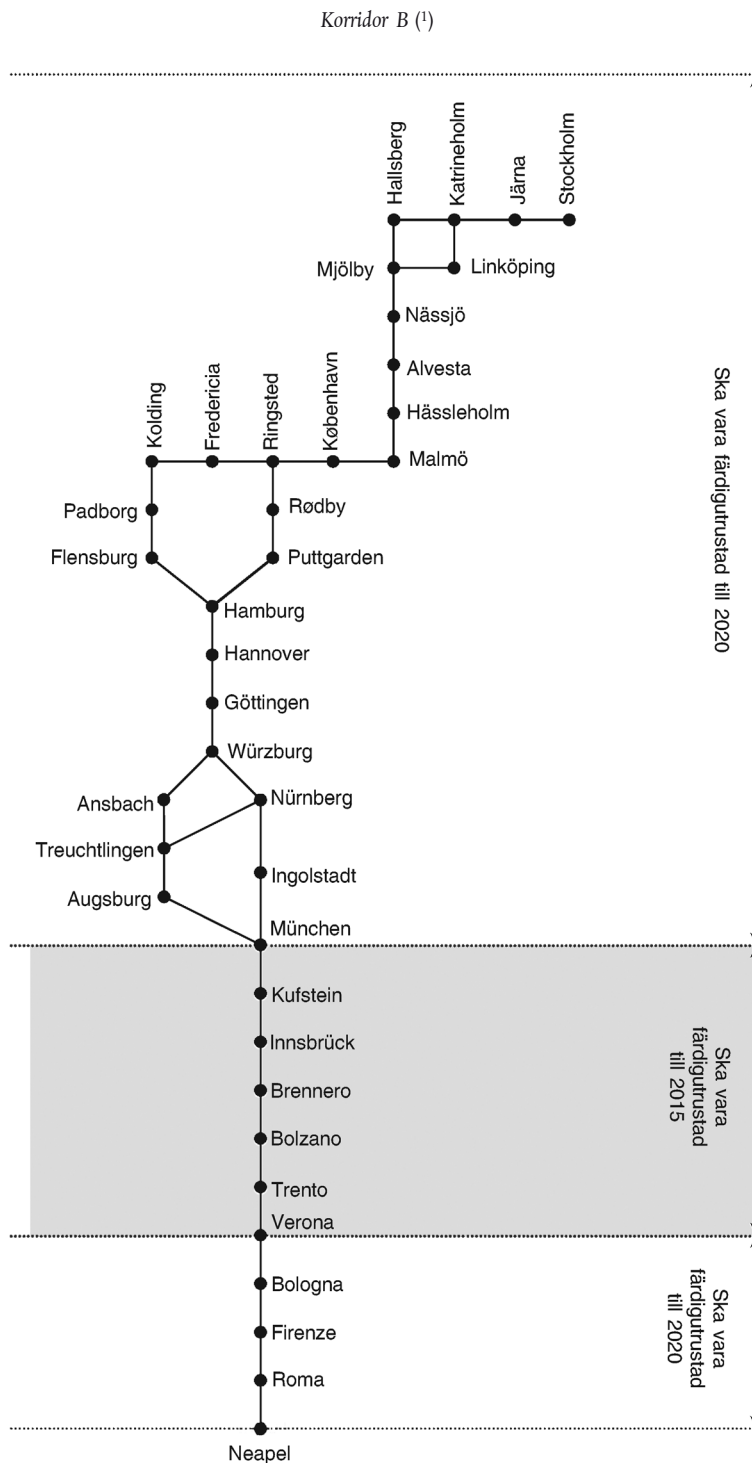 Korridor B (¹)
Hallsberg
Katrineholm
Järna
Stockholm
Mjölby
Linköping
Nässjö
Alvesta
Hässleholm
Malmö
Kolding
Fredericia
Ringsted
København
Padborg
Rødby
Flensburg
Puttgarden
Hamburg
Hannover
Göttingen
Würzburg
Ansbach
Nürnberg
Treuchtlingen
Ingolstadt
Augsburg
München
Ska vara färdigutrustad till 2020
Kufstein
Innsbrück
Brennero
Bolzano
Trento
Verona
Ska vara
färdigutrustad
till 2015
Bologna
Firenze
Roma
Neapel
Ska vara
färdigutrustad
till 2020